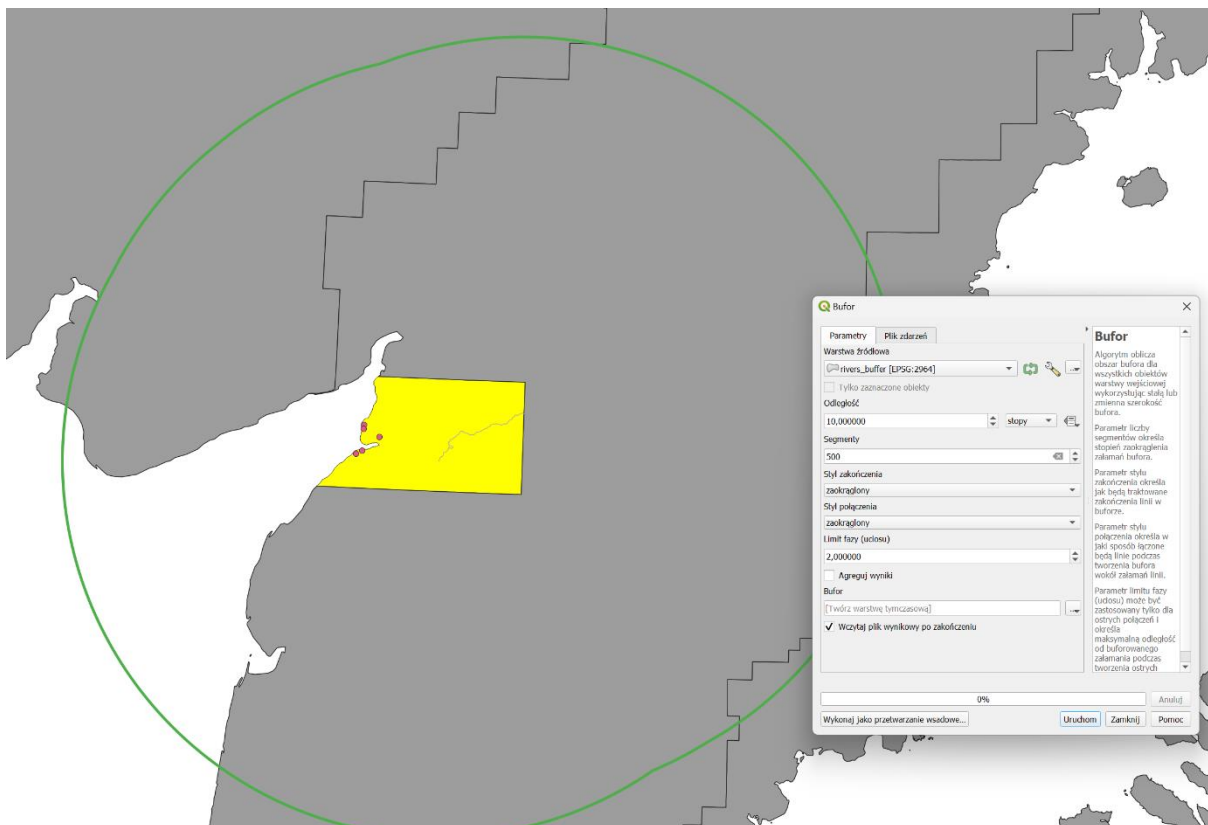 Bufor
Parametry
Plik zdarzeń
Warstwa źródłowa
rivers_buffer [EPSG:2964]
Tylko zaznaczone obiekty
Odległość
10,000000
stopy
Segmenty
500
Styl zakończenia
zaokrąglony
Styl połączenia
zaokrąglony
Limit fazy (uciosu)
2,000000
Agreguj wyniki
Bufor
[Twórz warstwę tymczasową]
Wczytaj plik wynikowy po zakończeniu
Bufor
Algorytm oblicza
obszar bufora dla
wszystkich obiektów
warstwy wejściowej
wykorzystując stałą lub
zmienna szerokość
bufora.
Parametr liczby
segmentów określa
stopień zaokrąglenia
załamań bufora.
Parametr stylu
zakończenia określa
jak będą traktowane
zakończenia linii w
buforze.
Parametr stylu
połączenia określa w
jaki sposób łączone
będą linie podczas
tworzenia bufora
wokół załamań linii.
Parametr limitu fazy
(uciosu) może być
zastosowany tylko dla
ostrych połączeń i
określa
maksymalną odległość
od buforowanego
załamania podczas
tworzenia ostrych
0%
Anuluj
Wykonaj jako przetwarzanie wsadowe...
Uruchom
Zamknij
Pomoc